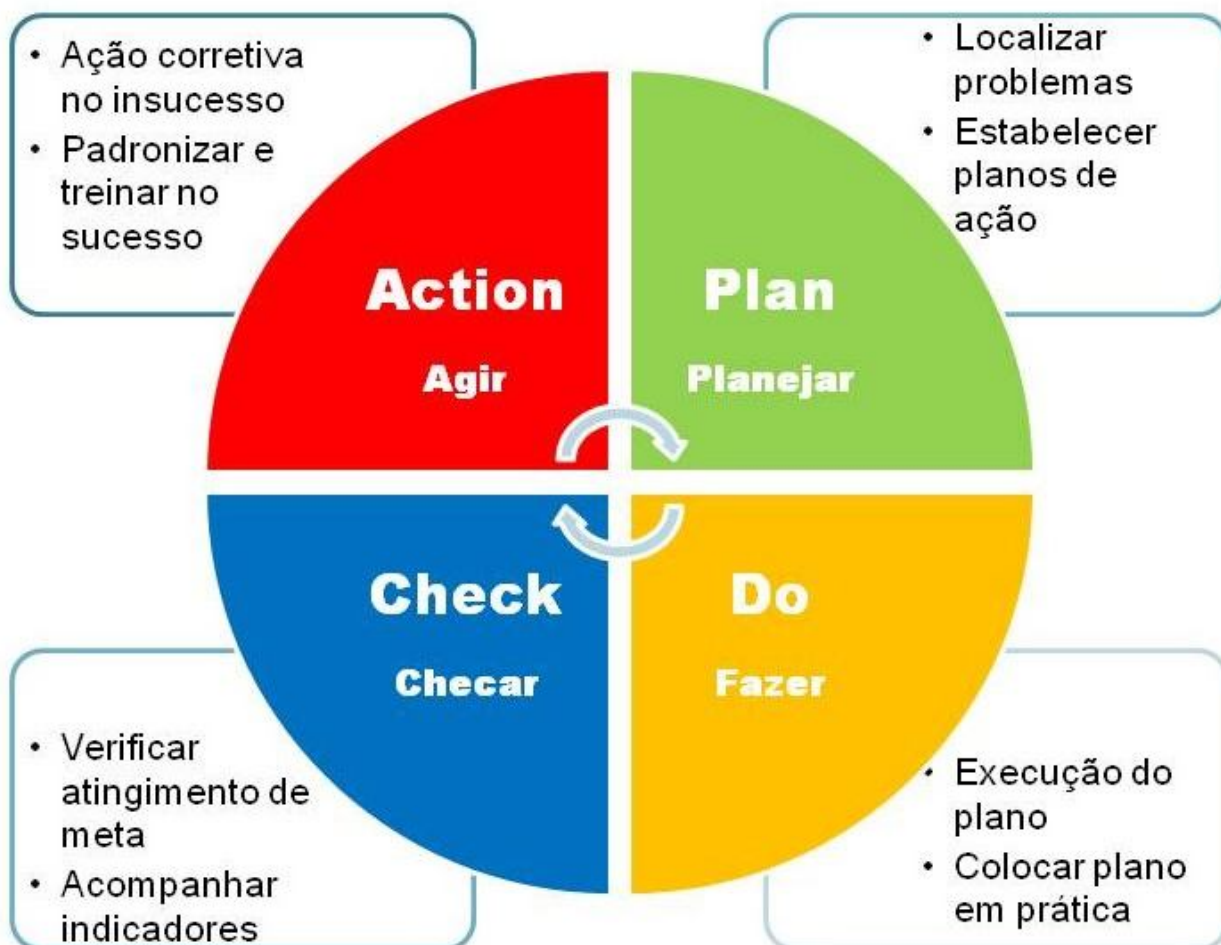 • Ação corretiva
no insucesso
• Padronizar e
treinar no
sucesso
• Localizar
problemas
• Estabelecer
planos de
ação
Action
Agir
Plan
Planejar
Check
Checar
Do
Fazer
• Verificar
atingimento de
meta
• Acompanhar
indicadores
• Execução do
plano
• Colocar plano
em prática